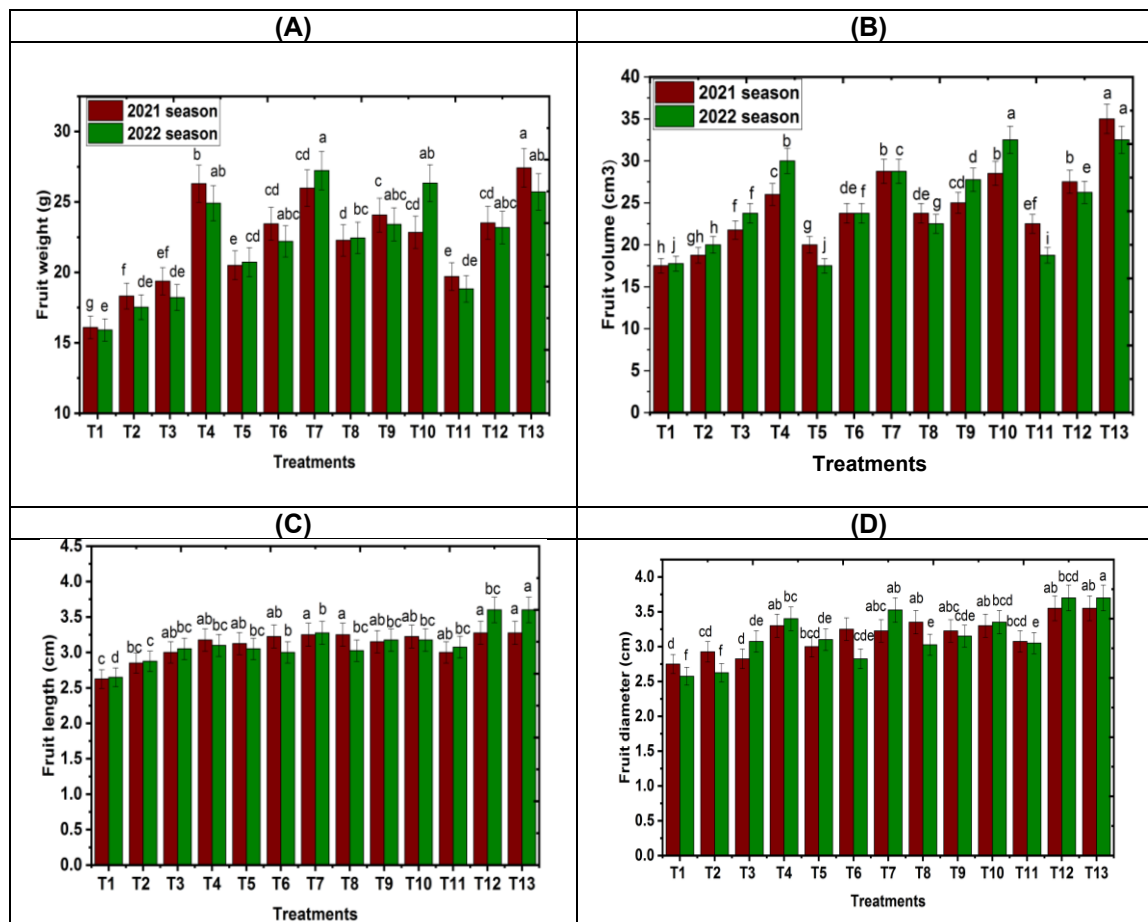 (A)
(B)
2021 season
2022 season
Fruit weight (g)
30
25
20
15
10
g e
f de
ef de
b ab
e cd
cd abc
cd a
d bc
c abc
cd ab
e de
cd abc
a ab
T1 T2 T3 T4 T5 T6 T7 T8 T9 T10 T11 T12 T13
Treatments
2021 season
2022 season
Fruit volume (cm3)
40
35
30
25
20
15
10
5
0
h j
gh h
f f
c b
g j
de f
b c
de g
cd d
b a
ef i
b e
a a
T1 T2 T3 T4 T5 T6 T7 T8 T9 T10 T11 T12 T13
Treatments
(C)
(D)
Fruit length (cm)
4.5
4.0
3.5
3.0
2.5
2.0
1.5
1.0
0.5
0.0
c d
bc c
ab bc
ab bc
ab bc
ab b
a b
a bc
ab bc
ab bc
a bc
a bc
a a
T1 T2 T3 T4 T5 T6 T7 T8 T9 T10 T11 T12 T13
Treatments
Fruit diameter (cm)
4.0
3.5
3.0
2.5
2.0
1.5
1.0
0.5
0.0
d f
cd f
d de
ab bc
bcd de
ab cde
abc ab
ab e
abc cde
ab bcd
bcd e
ab bcd
ab a
T1 T2 T3 T4 T5 T6 T7 T8 T9 T10 T11 T12 T13
Treatments